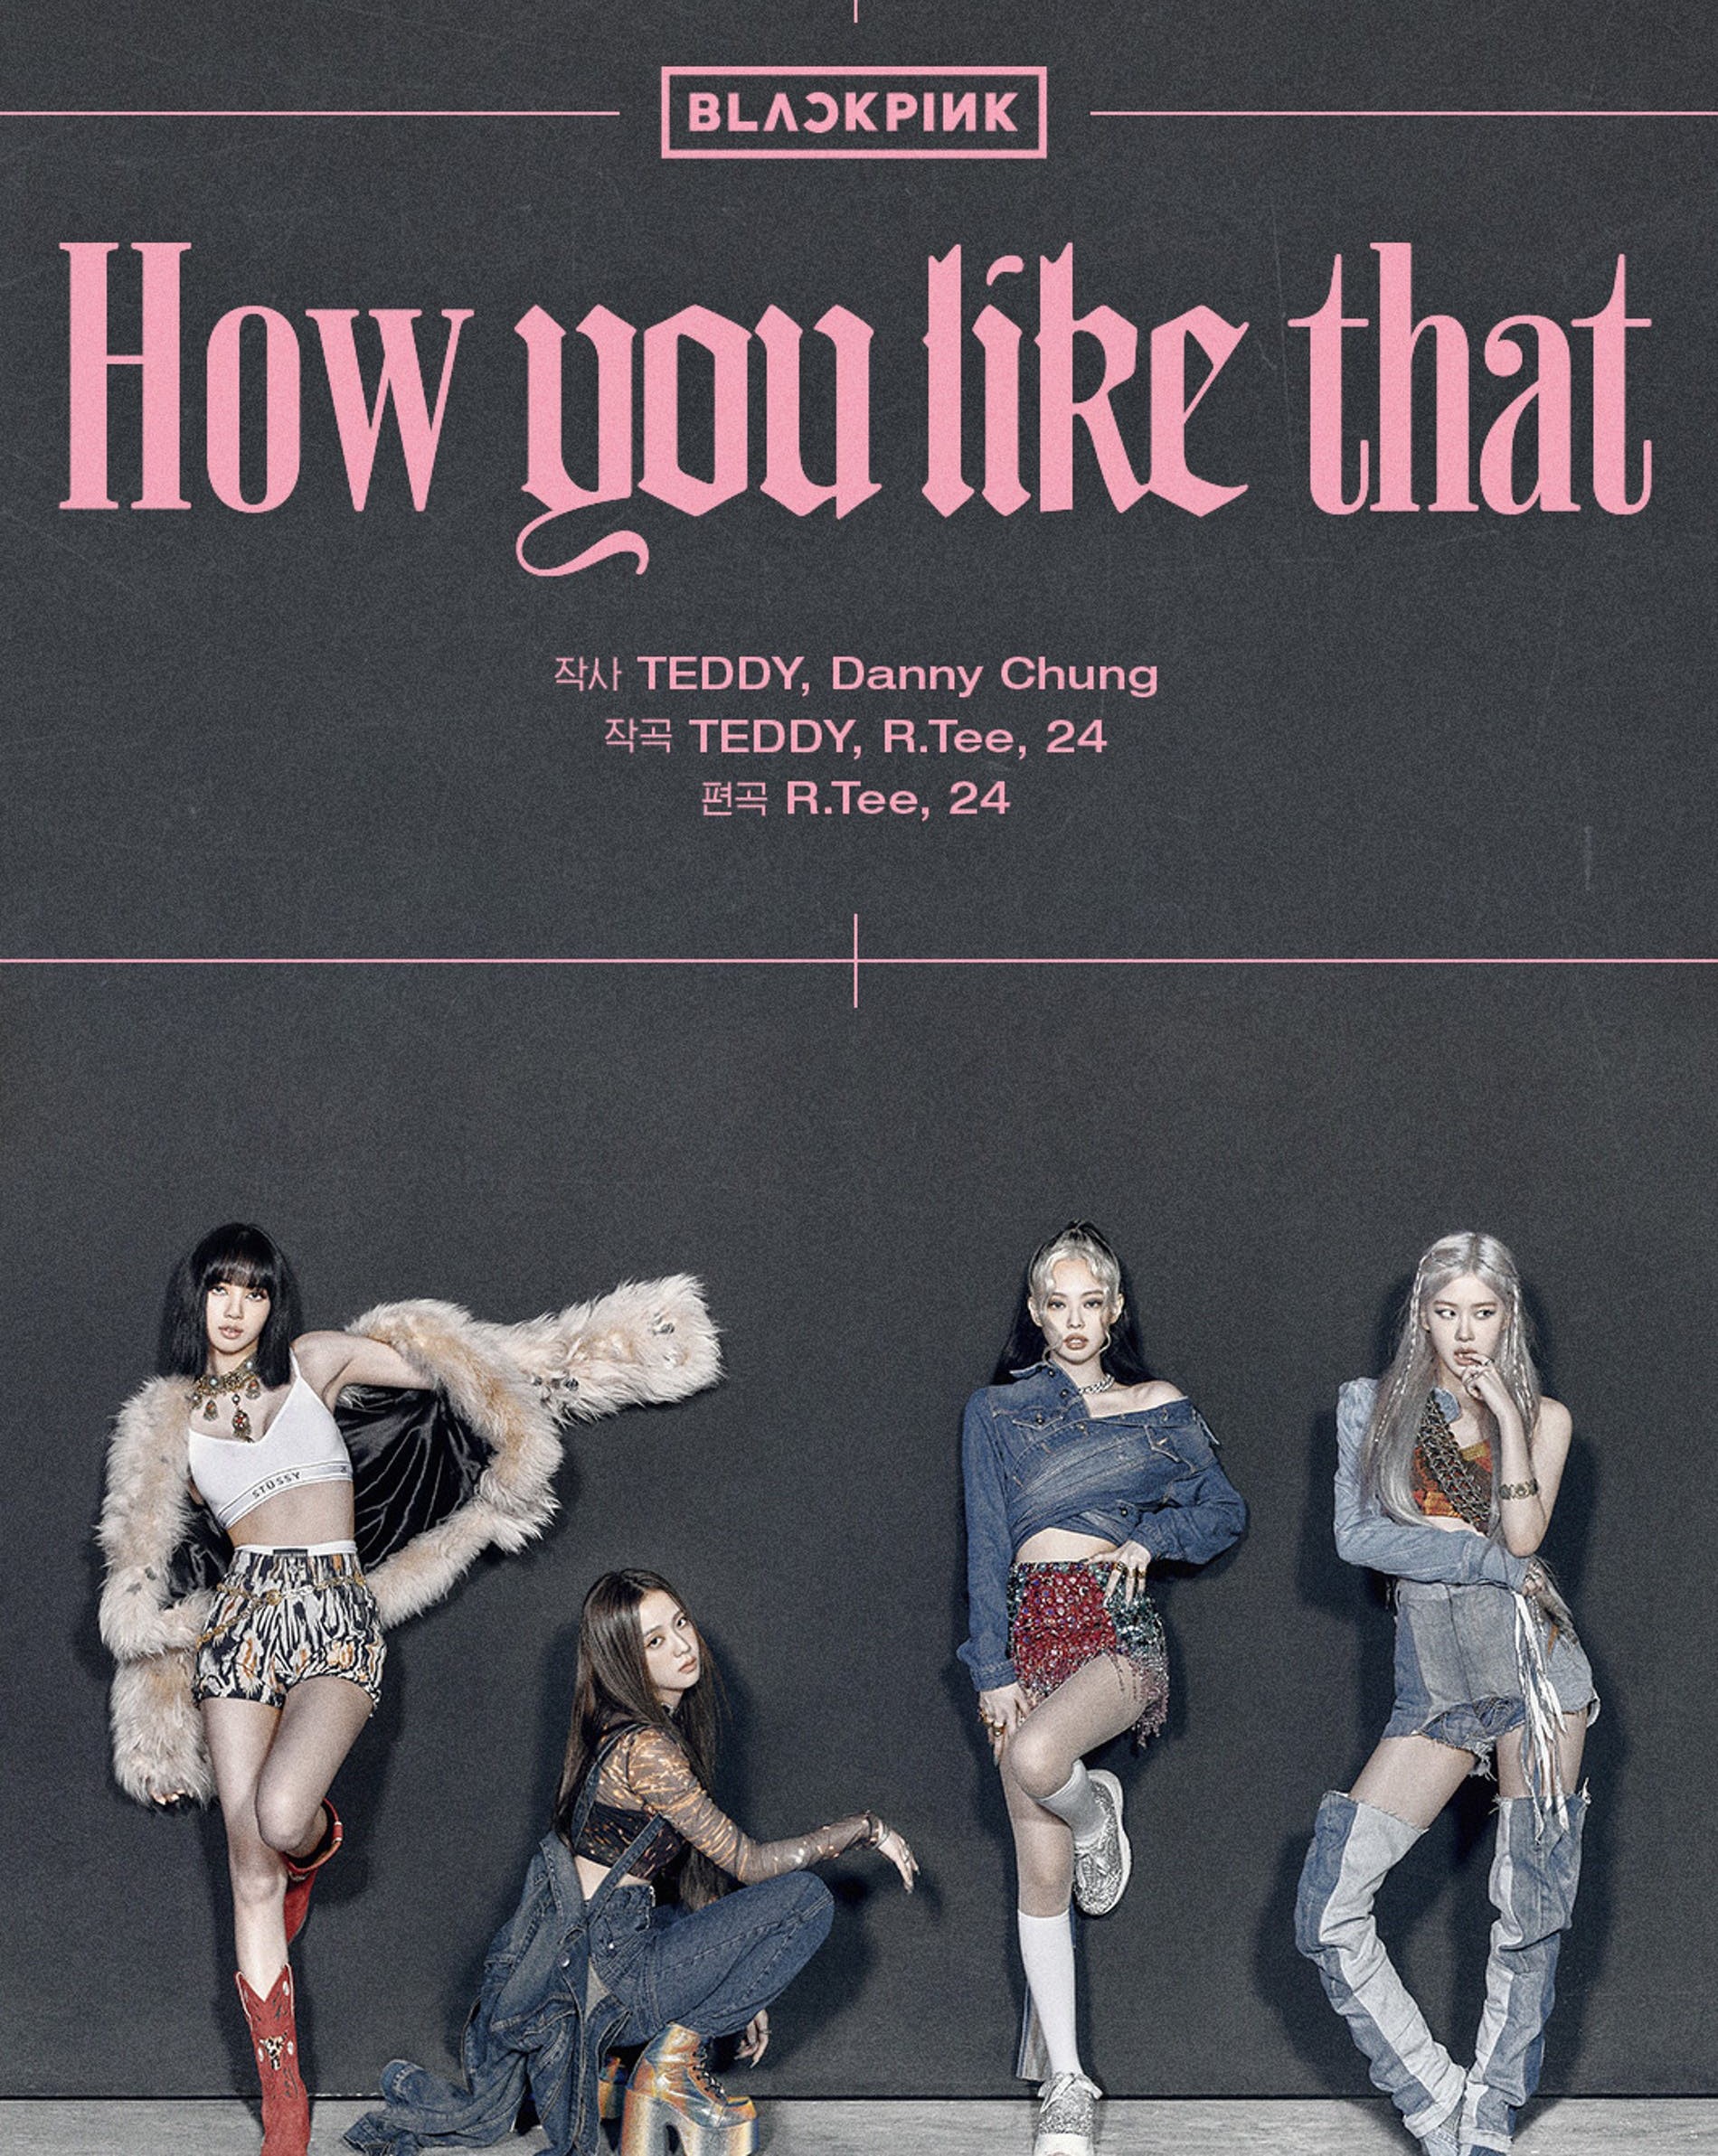 BLACKPINK
How you like that
작사 TEDDY, Danny Chung
작곡 TEDDY, R.Tee, 24
편곡 R.Tee, 24
STÜSSY